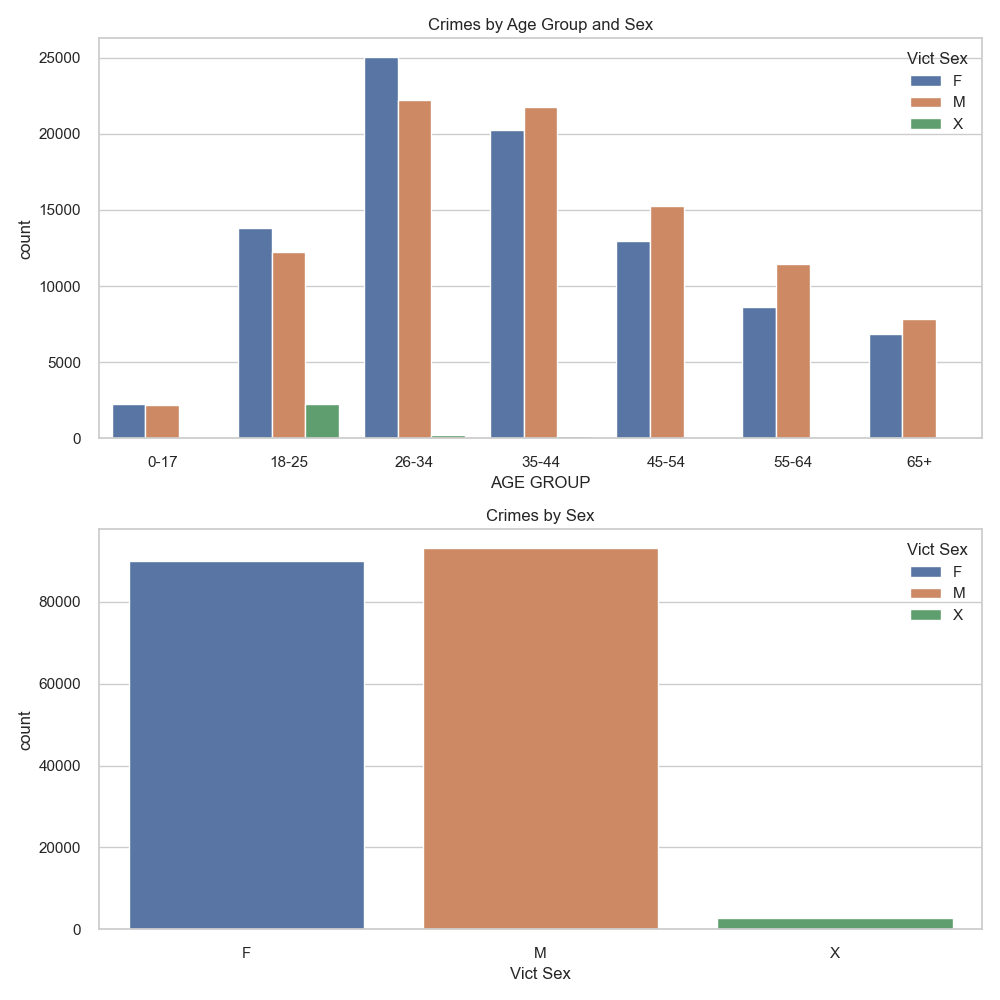 Crimes by Age Group and Sex
25000
20000
15000
10000
5000
0
count
Vict Sex
F
M
X
0-17 18-25 26-34 35-44 45-54 55-64 65+
AGE GROUP
Crimes by Sex
80000
60000
40000
20000
0
count
Vict Sex
F
M
X
F M X
Vict Sex